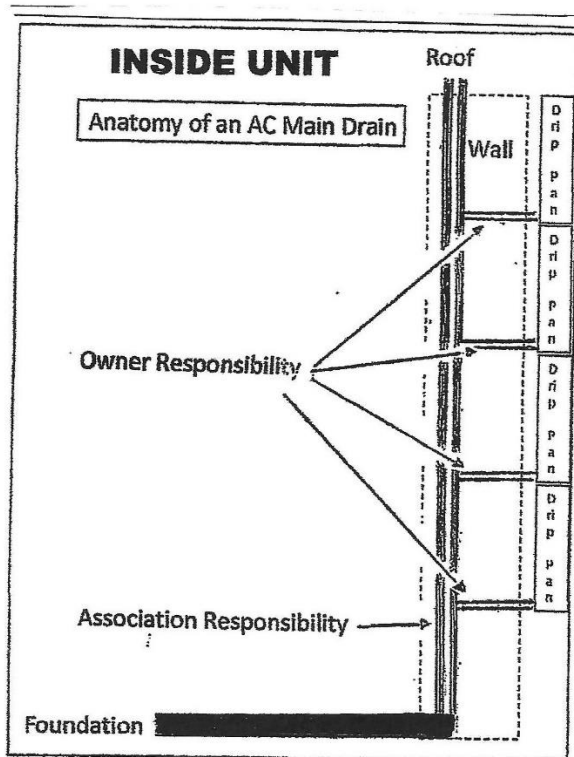 INSIDE UNIT
Roof
Anatomy of an AC Main Drain
Wall
Drip pan
Drip pan
Owner Responsibility
Drip pan
Drip pan
Association Responsibility
Foundation